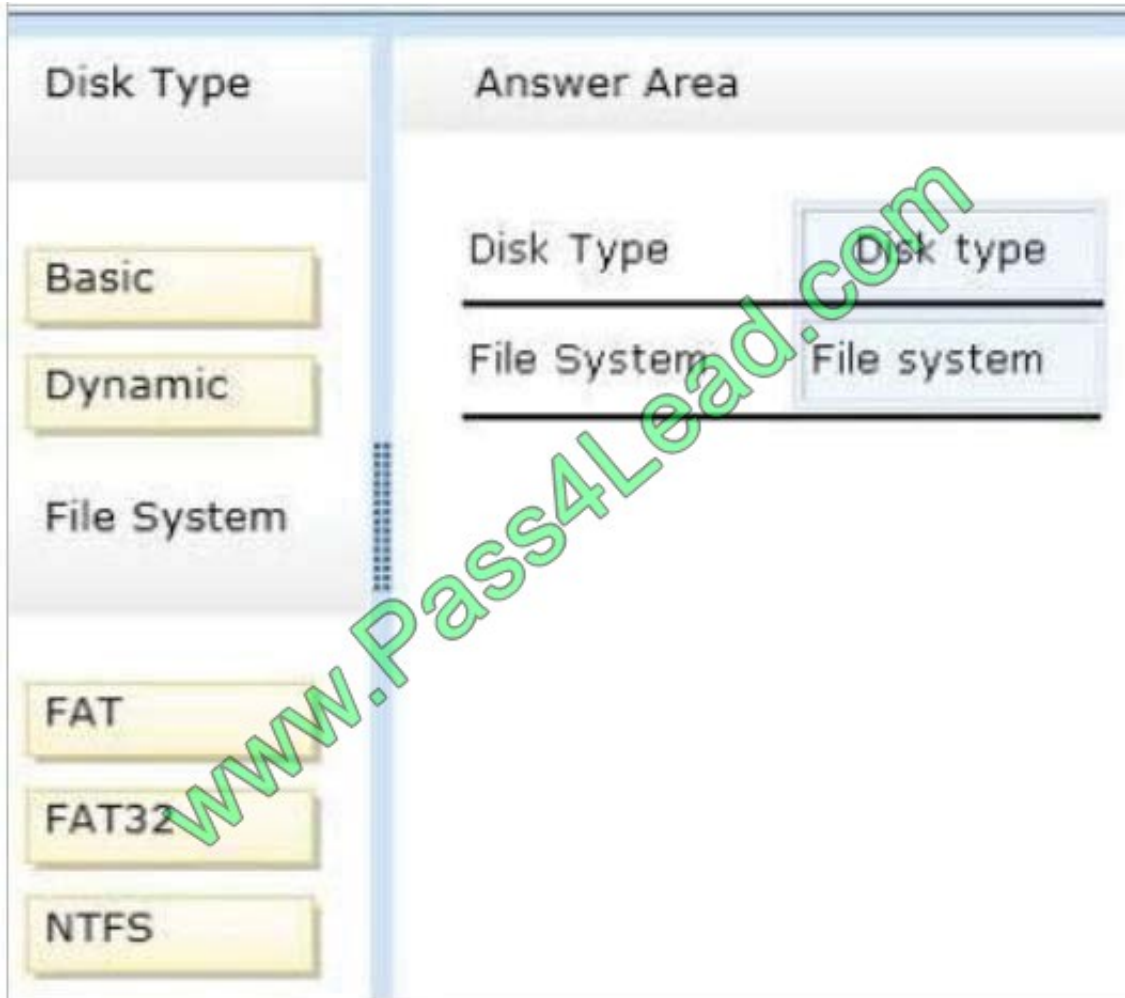 Disk Type
Basic
Dynamic
File System
FAT
FAT32
NTFS
Answer Area
Disk Type Disk type
File System File system
www.Pass4Lead.com